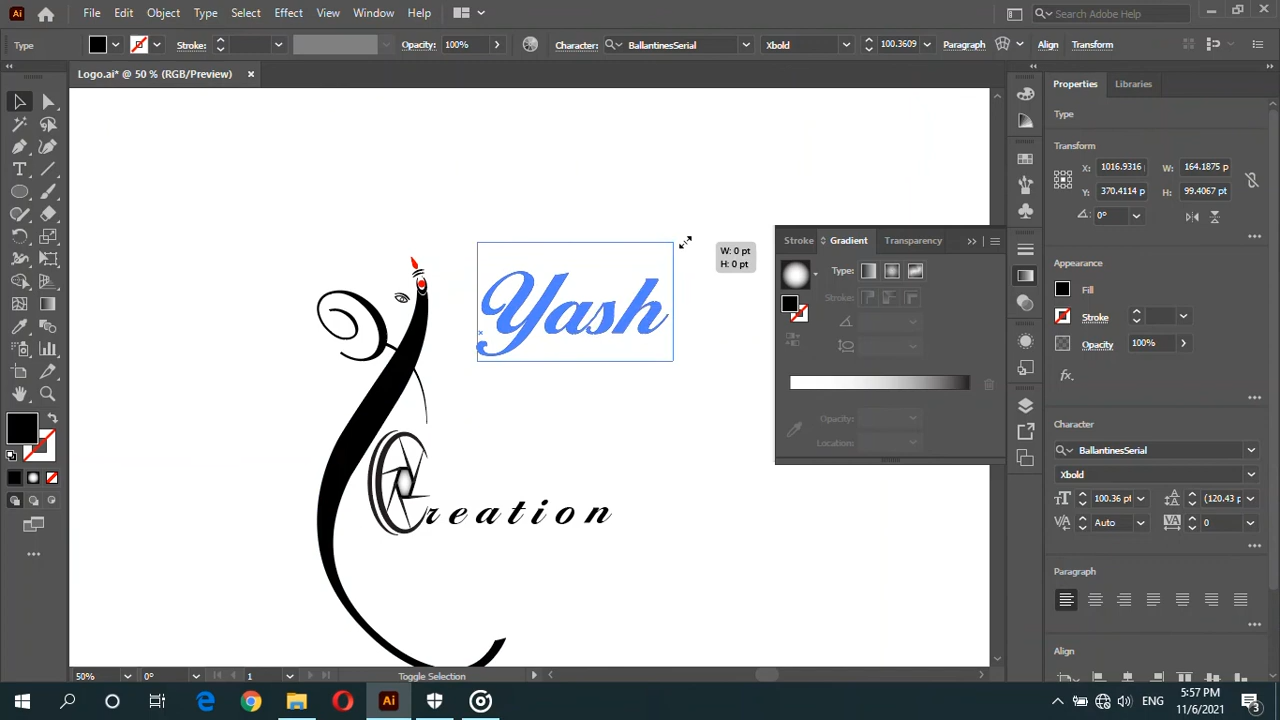 Ai File Edit Object Type Select Effect View Window Help Search Adobe Help
Type Stroke: Opacity: 100% Character: BallantinesSerial Xbold 100.3609 Paragraph Align Transform
Logo.ai* @ 50 % (RGB/Preview)
Properties Libraries
Type
Transform
X: 1016.9316 W: 164.1875 p
Y: 370.4114 p H: 99.4067 pt
0°
Stroke Gradient Transparency
Type:
Stroke:
Opacity:
Location:
W: 0 pt
H: 0 pt
Yash
reation
Appearance
Fill
Stroke
Opacity 100%
fx.
Character
BallantinesSerial
Xbold
100.36 pt (120.43 p
Auto 0
Paragraph
Align
50% 0° 1 Toggle Selection
Ai ENG 5:57 PM
11/6/2021 3